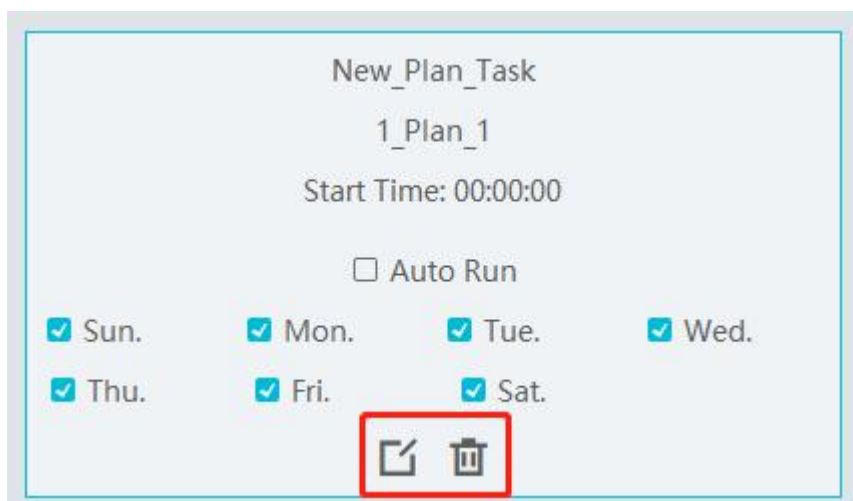 New_Plan_Task
1_Plan_1
Start Time: 00:00:00
Auto Run
Sun. Mon. Tue. Wed.
Thu. Fri. Sat.